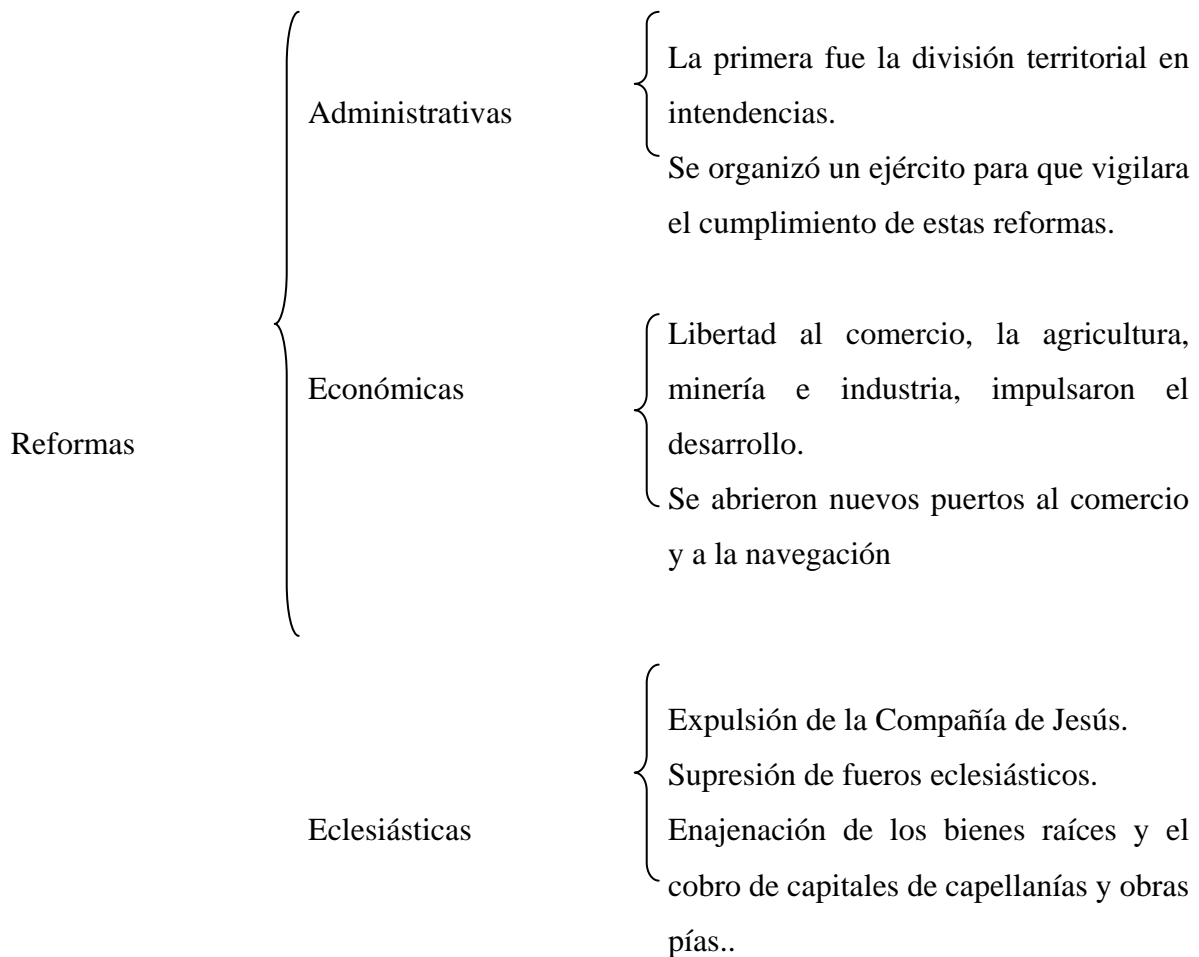 La primera fue la división territorial en
Administrativas
intendencias.
Se organizó un ejército para que vigilara
el cumplimiento de estas reformas.
Libertad al comercio, la agricultura,
Económicas
minería e industria, impulsaron el
desarrollo.
Reformas
Se abrieron nuevos puertos al comercio
y a la navegación
Expulsión de la Compañía de Jesús.
Supresión de fueros eclesiásticos.
Eclesiásticas
Enajenación de los bienes raíces y el
cobro de capitales de capellanías y obras
pías..